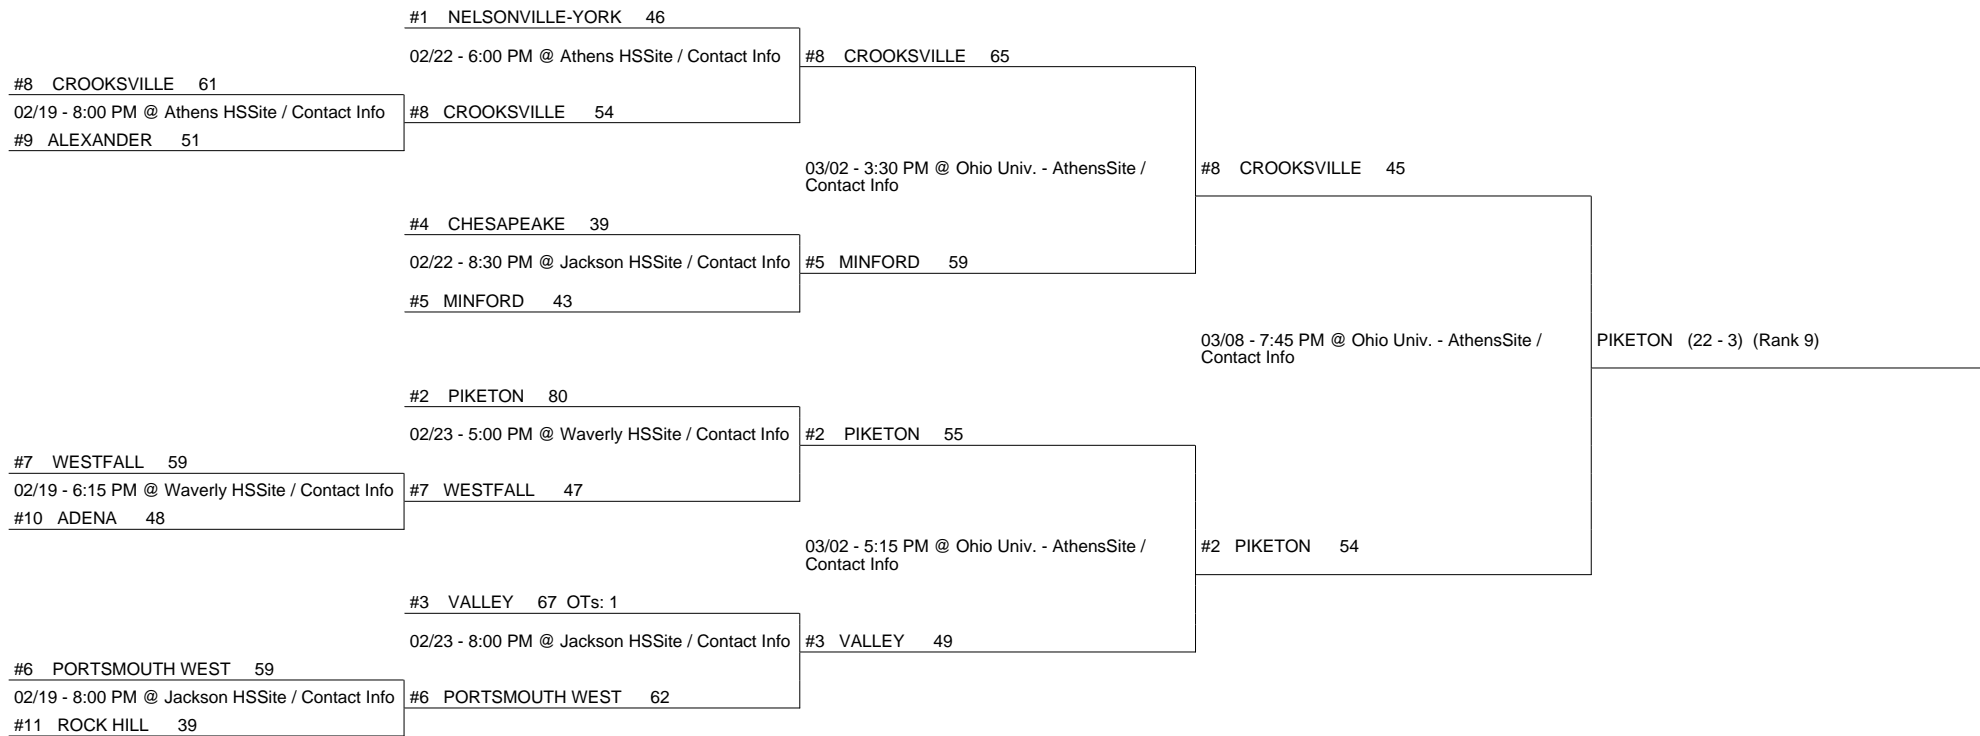 #1 NELSONVILLE-YORK 46
02/22 - 6:00 PM @ Athens HSSite / Contact Info
#8 CROOKSVILLE 65
#8 CROOKSVILLE 61
02/19 - 8:00 PM @ Athens HSSite / Contact Info
#8 CROOKSVILLE 54
#9 ALEXANDER 51
03/02 - 3:30 PM @ Ohio Univ. - AthensSite /
Contact Info
#8 CROOKSVILLE 45
#4 CHESAPEAKE 39
02/22 - 8:30 PM @ Jackson HSSite / Contact Info
#5 MINFORD 59
#5 MINFORD 43
03/08 - 7:45 PM @ Ohio Univ. - AthensSite /
Contact Info
PIKETON (22 - 3) (Rank 9)
#2 PIKETON 80
02/23 - 5:00 PM @ Waverly HSSite / Contact Info
#2 PIKETON 55
#7 WESTFALL 59
02/19 - 6:15 PM @ Waverly HSSite / Contact Info
#7 WESTFALL 47
#10 ADENA 48
03/02 - 5:15 PM @ Ohio Univ. - AthensSite /
Contact Info
#2 PIKETON 54
#3 VALLEY 67 OTs: 1
02/23 - 8:00 PM @ Jackson HSSite / Contact Info
#3 VALLEY 49
#6 PORTSMOUTH WEST 59
02/19 - 8:00 PM @ Jackson HSSite / Contact Info
#6 PORTSMOUTH WEST 62
#11 ROCK HILL 39